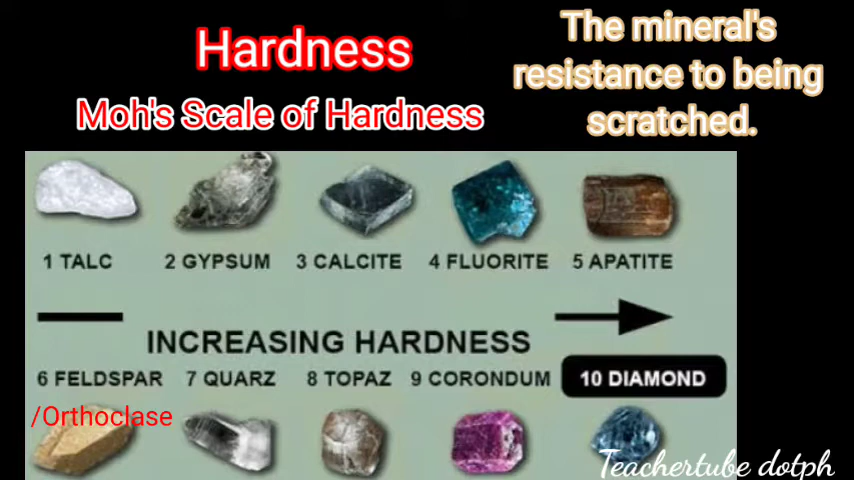 Hardness
Moh's Scale of Hardness
The mineral's
resistance to being
scratched.
1 TALC 2 GYPSUM 3 CALCITE 4 FLUORITE 5 APATITE
INCREASING HARDNESS
6 FELDSPAR 7 QUARZ 8 TOPAZ 9 CORONDUM 10 DIAMOND
/Orthoclase
Teachertube dotph